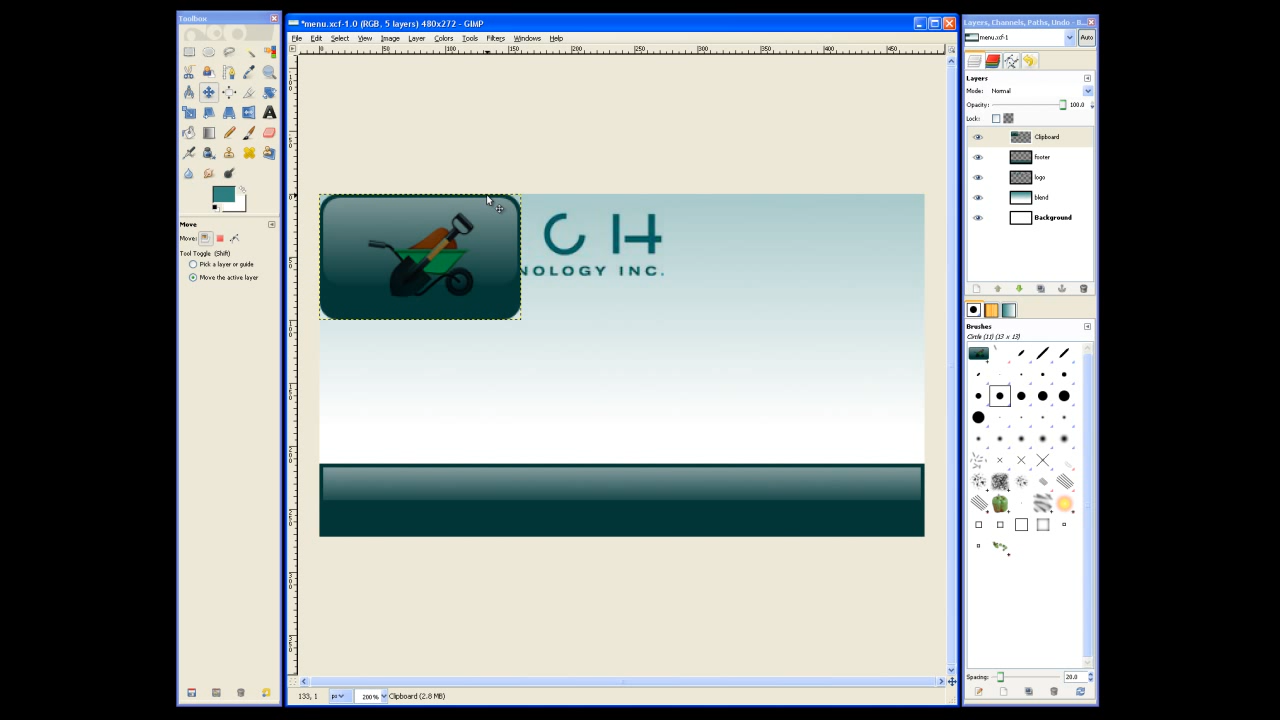 Toolbox
*menu.xcf-1.0 (RGB, 5 layers) 480x272 - GIMP
Layers, Channels, Paths, Undo - B...
File Edit Select View Image Layer Colors Tools Filters Windows Help
menu.xcf-1
Auto
Layers
Mode: Normal
Opacity: 100.0
Lock:
Clipboard
footer
logo
blend
Background
Move
Move:
Tool Toggle (Shift)
Pick a layer or guide
Move the active layer
C H
NOLOGY INC.
Brushes
Circle (11) (13 x 13)
Spacing: 20.0
133, 1 px 200% Clipboard (2.8 MB)